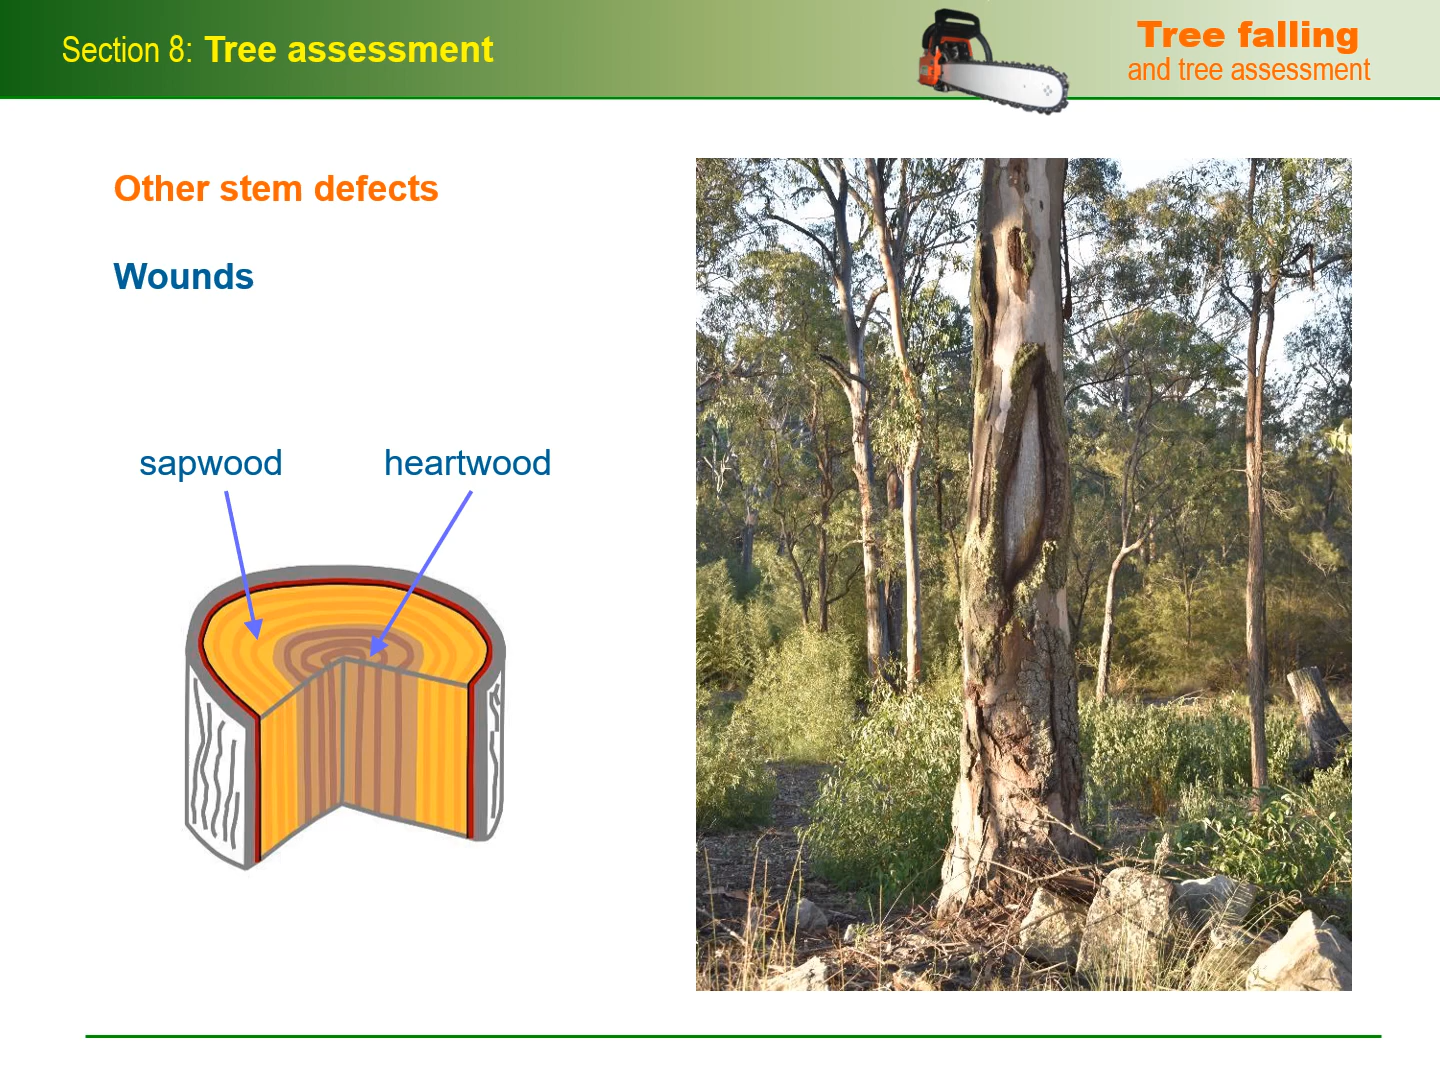 Section 8: Tree assessment
Tree falling
and tree assessment
Other stem defects
Wounds
sapwood
heartwood